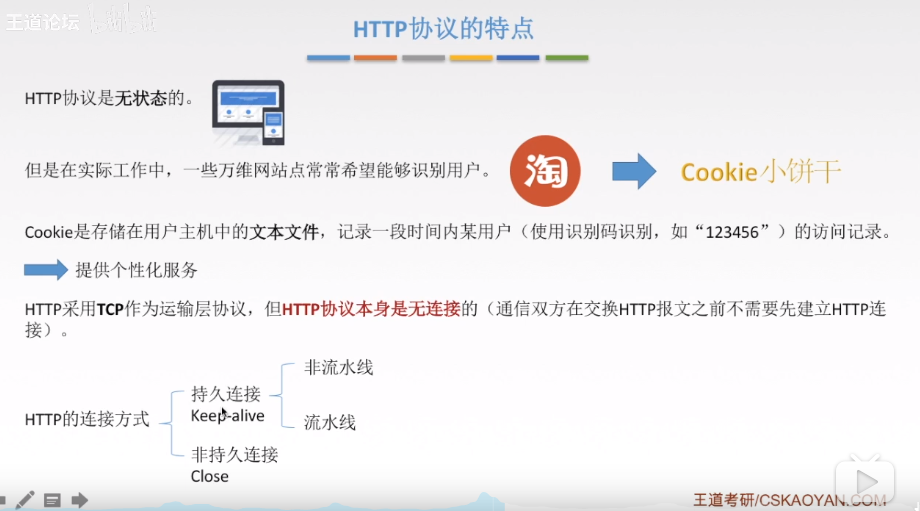 王道论坛
HTTP协议的特点
HTTP协议是无状态的。
但是在实际工作中，一些万维网站点常常希望能够识别用户。
淘
Cookie小饼干
Cookie是存储在用户主机中的文本文件，记录一段时间内某用户（使用识别码识别，如“123456”）的访问记录。
提供个性化服务
HTTP采用TCP作为运输层协议，但HTTP协议本身是无连接的（通信双方在交换HTTP报文之前不需要先建立HTTP连
接）。
非流水线
持久连接
Keep-alive
HTTP的连接方式
流水线
非持久连接
Close
王道考研/CSKAOYAN.COM